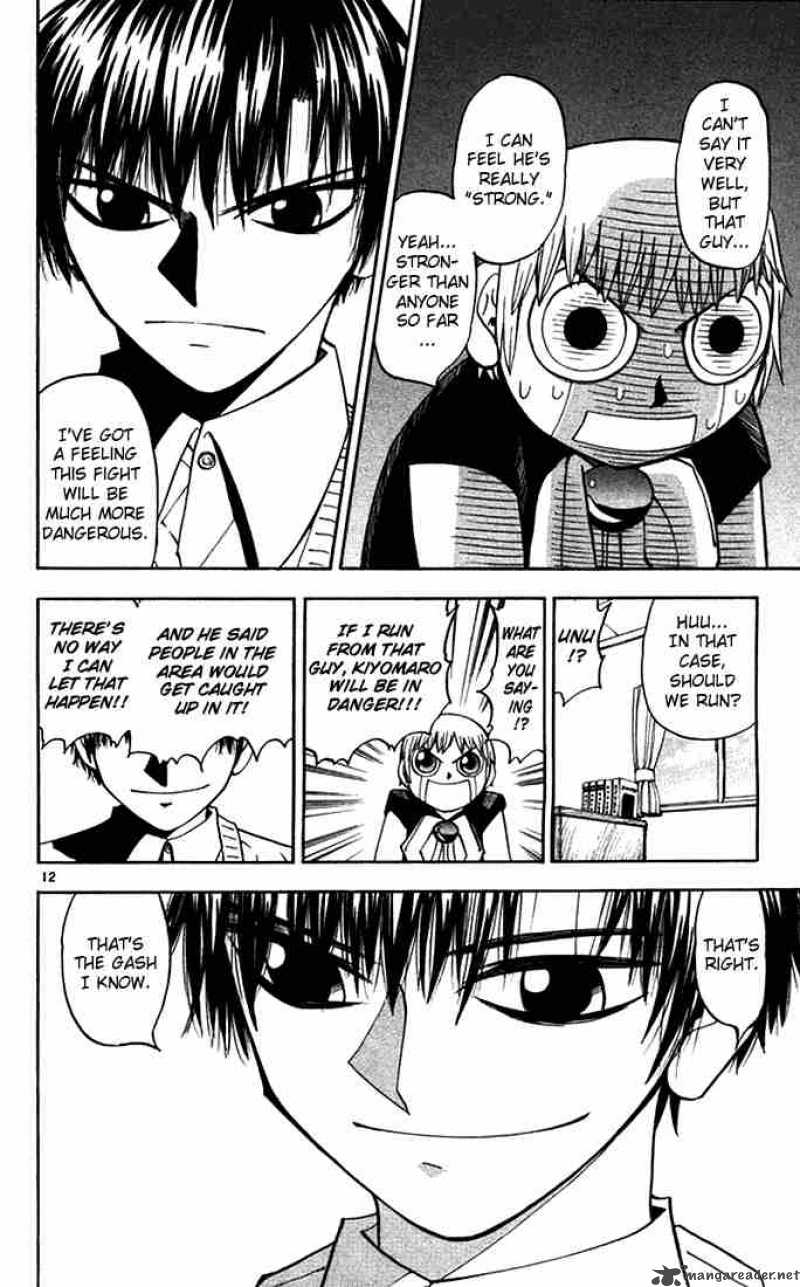 I
CAN'T
SAY IT
VERY
WELL,
BUT
THAT
GUY...
I CAN
FEEL HE'S
REALLY
"STRONG."
YEAH...
STRON-
GER THAN
ANYONE
SO FAR
...
I'VE GOT
A FEELING
THIS FIGHT
WILL BE
MUCH MORE
DANGEROUS.
HUU...
IN THAT
CASE,
SHOULD
WE RUN?
UNU
!?
WHAT
ARE
YOU
SAY-
ING
!?
IF I RUN
FROM THAT
GUY, KIYOMARO
WILL BE IN
DANGER!!!
AND HE SAID
PEOPLE IN THE
AREA WOULD
GET CAUGHT
UP IN IT!
THERE'S
NO WAY
I CAN
LET THAT
HAPPEN!!
12
THAT'S
RIGHT.
THAT'S
THE GASH
I KNOW.
mangareader.net